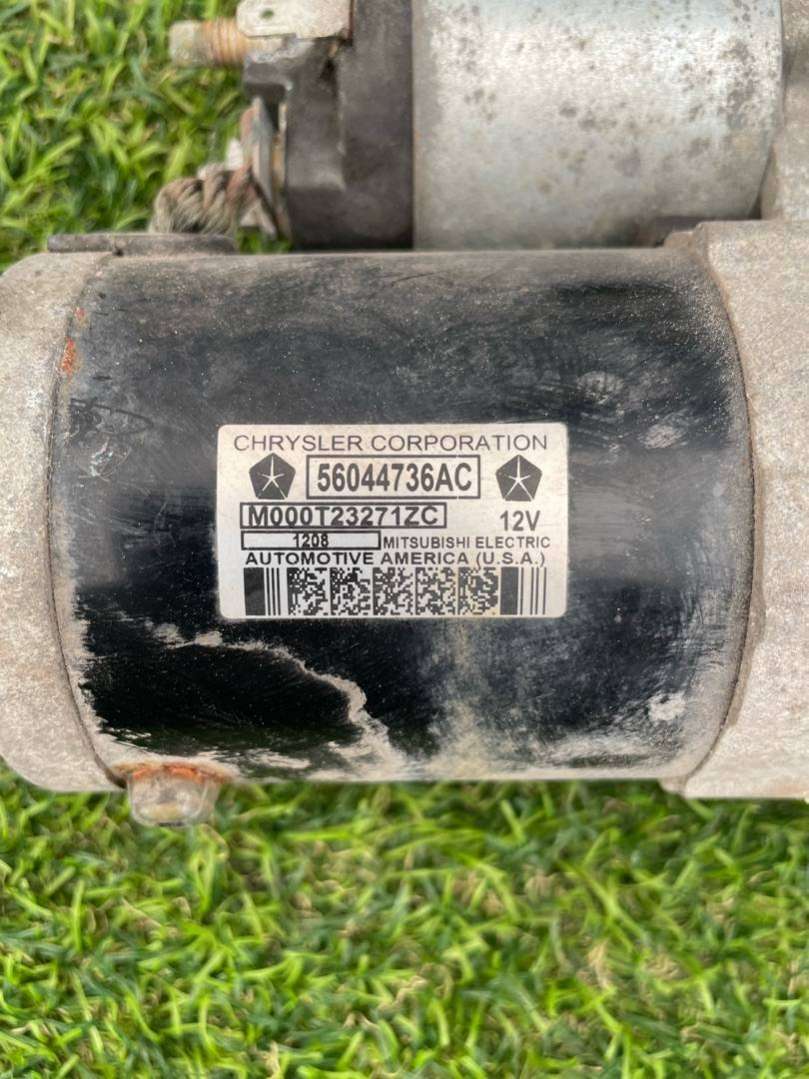 CHRYSLER CORPORATION
56044736AC
M000T23271ZC 12V
1208 MITSUBISHI ELECTRIC
AUTOMOTIVE AMERICA (U.S.A.)